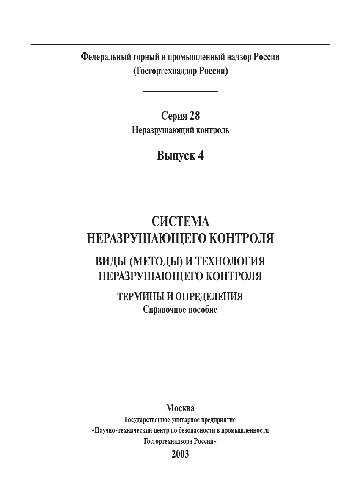 Федеральный горный и промышленный надзор России
(Госгортехнадзор России)
Серия 28
Неразрушающий контроль
Выпуск 4
СИСТЕМА
НЕРАЗРУШАЮЩЕГО КОНТРОЛЯ
ВИДЫ (МЕТОДЫ) И ТЕХНОЛОГИЯ
НЕРАЗРУШАЮЩЕГО КОНТРОЛЯ
ТЕРМИНЫ И ОПРЕДЕЛЕНИЯ
Справочное пособие
Москва
Государственное унитарное предприятие
«Научно-технический центр по безопасности в промышленности
Госгортехнадзора России»
2003